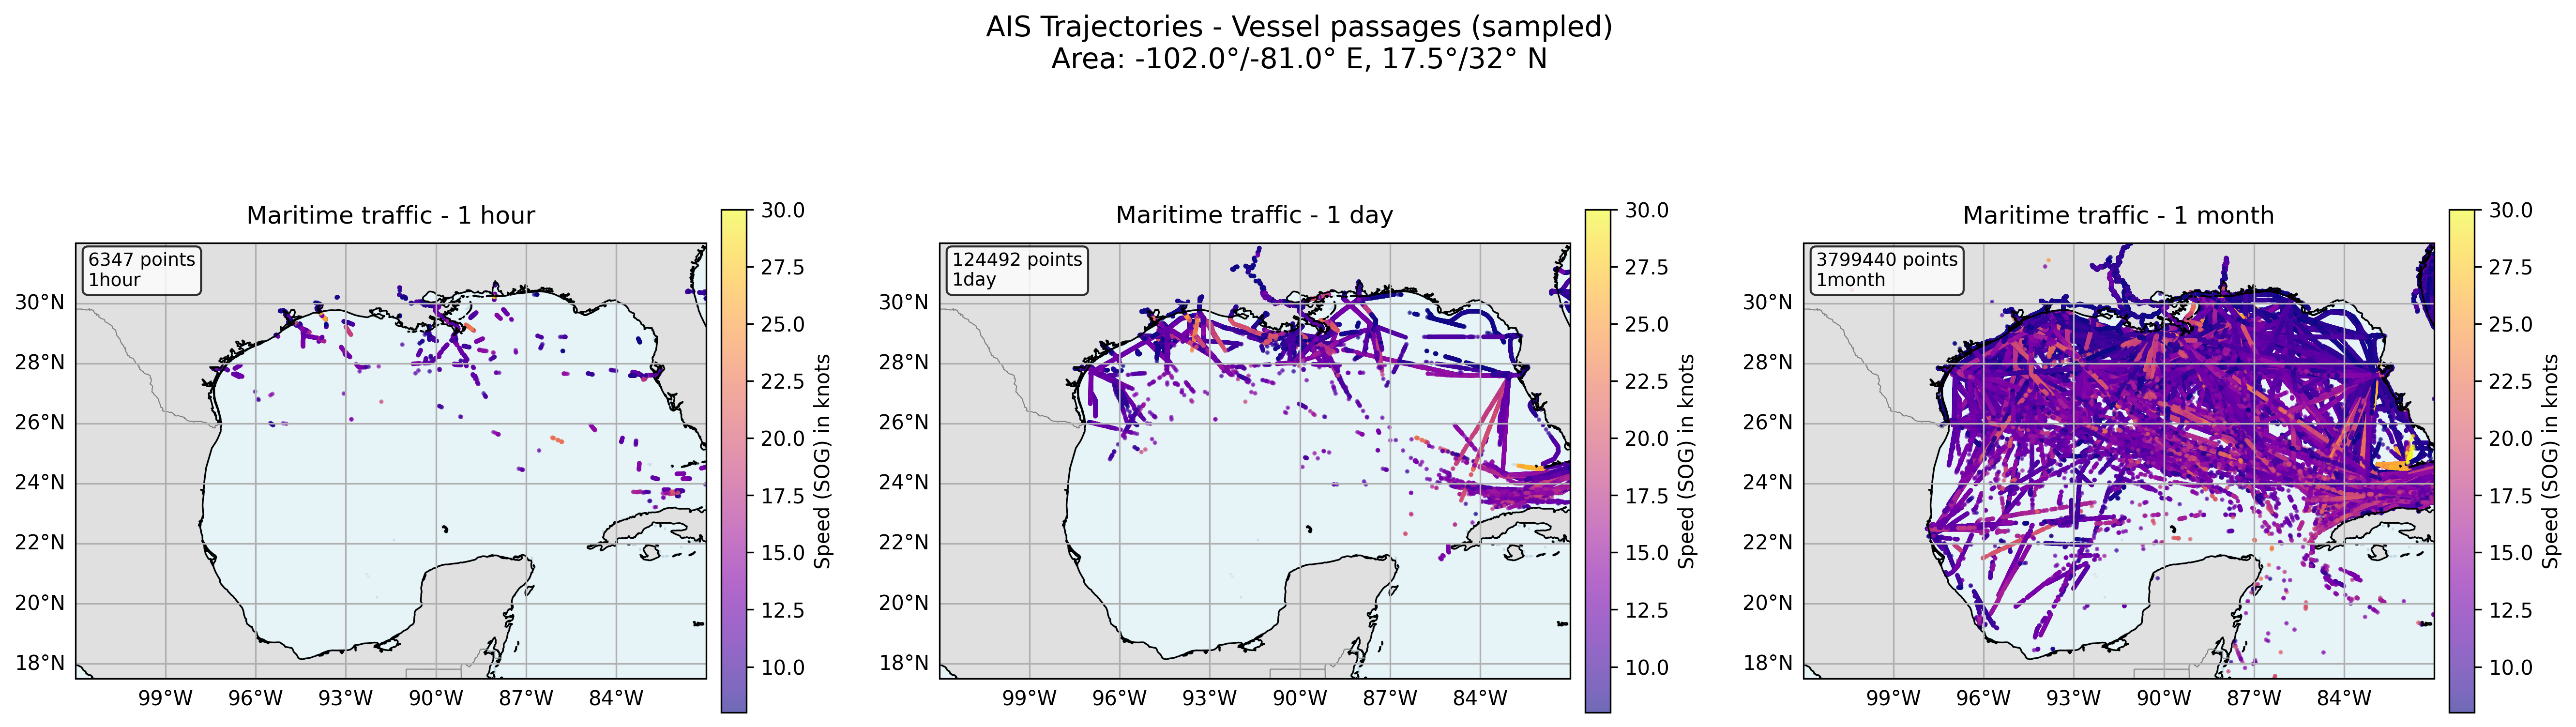 AIS Trajectories - Vessel passages (sampled)
Area: -102.0°/-81.0° E, 17.5°/32° N
Maritime traffic - 1 hour
6347 points
1hour
30°N
28°N
26°N
24°N
22°N
20°N
18°N
99°W 96°W 93°W 90°W 87°W 84°W
30.0
27.5
25.0
22.5
20.0
17.5
15.0
12.5
10.0
Speed (SOG) in knots
Maritime traffic - 1 day
124492 points
1day
30°N
28°N
26°N
24°N
22°N
20°N
18°N
99°W 96°W 93°W 90°W 87°W 84°W
30.0
27.5
25.0
22.5
20.0
17.5
15.0
12.5
10.0
Speed (SOG) in knots
Maritime traffic - 1 month
3799440 points
1month
30°N
28°N
26°N
24°N
22°N
20°N
18°N
99°W 96°W 93°W 90°W 87°W 84°W
30.0
27.5
25.0
22.5
20.0
17.5
15.0
12.5
10.0
Speed (SOG) in knots